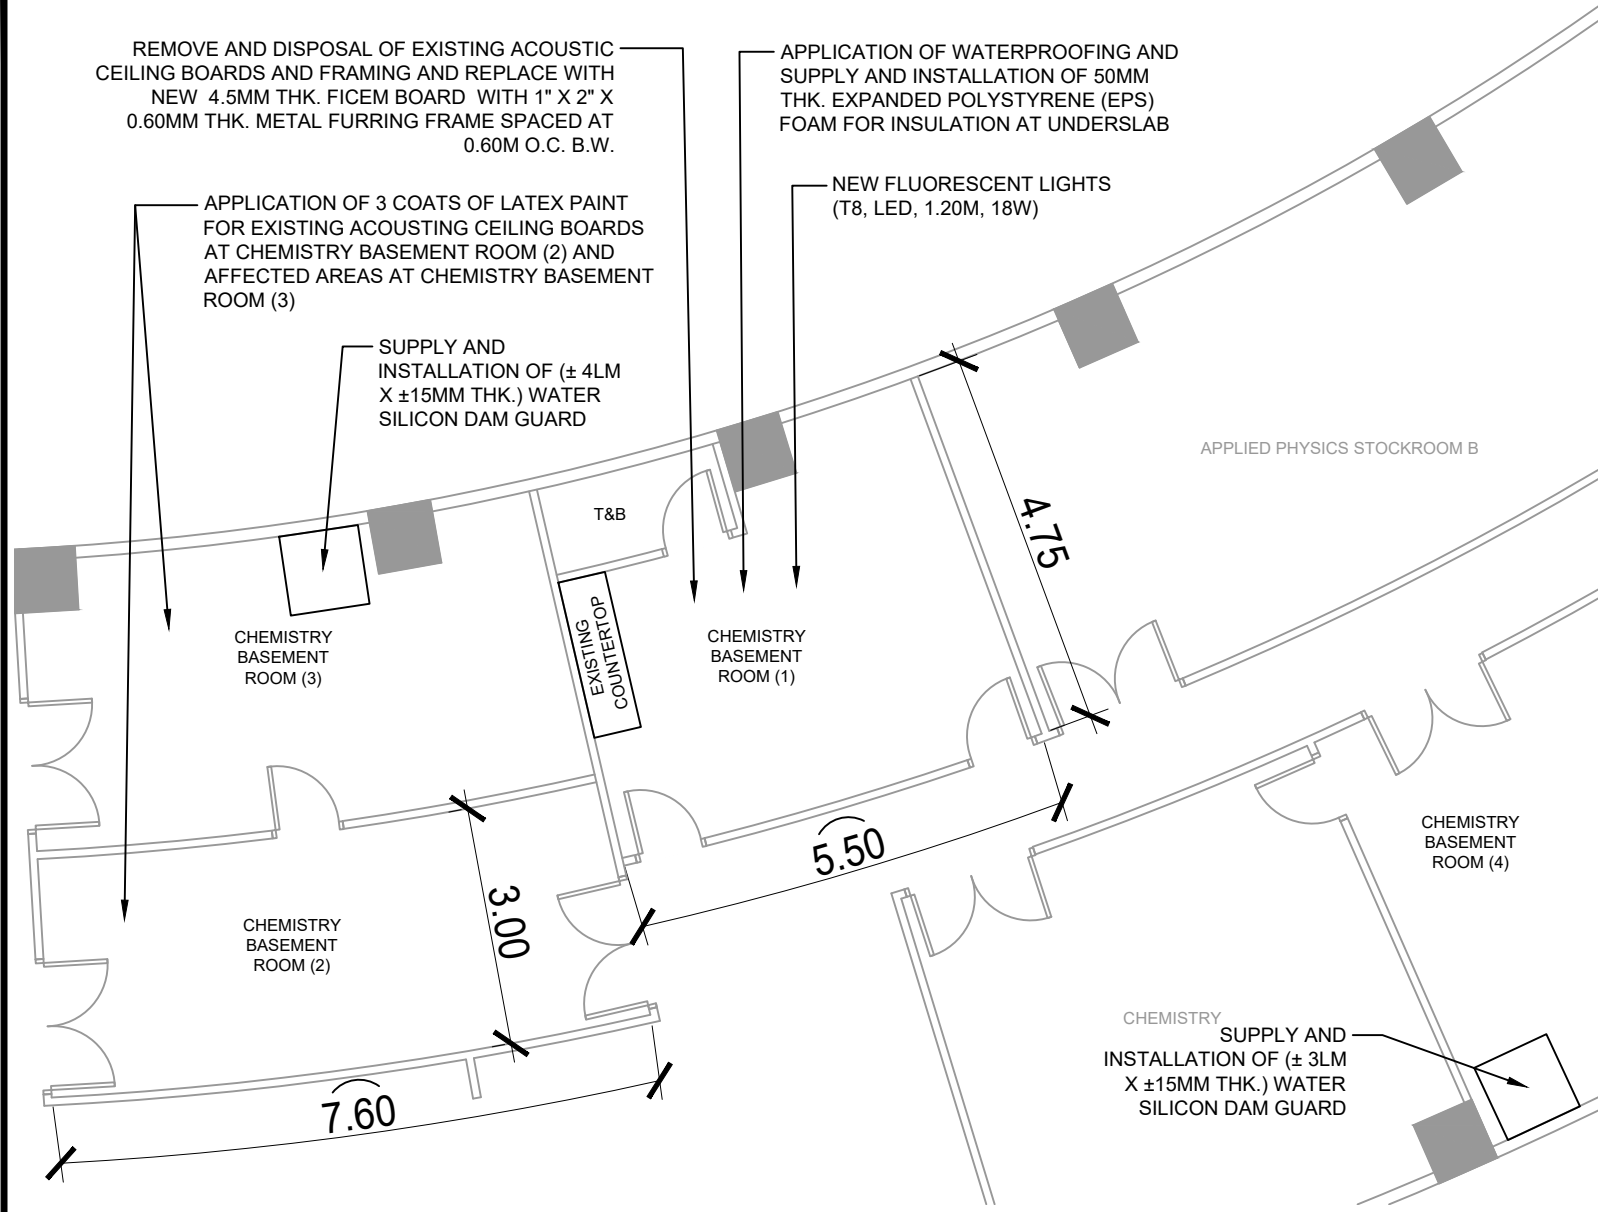 REMOVE AND DISPOSAL OF EXISTING ACOUSTIC
CEILING BOARDS AND FRAMING AND REPLACE WITH
NEW 4.5MM THK. FICEM BOARD WITH 1" X 2" X
0.60MM THK. METAL FURRING FRAME SPACED AT
0.60M O.C. B.W.
APPLICATION OF WATERPROOFING AND
SUPPLY AND INSTALLATION OF 50MM
THK. EXPANDED POLYSTYRENE (EPS)
FOAM FOR INSULATION AT UNDERSLAB
NEW FLUORESCENT LIGHTS
(T8, LED, 1.20M, 18W)
APPLICATION OF 3 COATS OF LATEX PAINT
FOR EXISTING ACOUSTING CEILING BOARDS
AT CHEMISTRY BASEMENT ROOM (2) AND
AFFECTED AREAS AT CHEMISTRY BASEMENT
ROOM (3)
SUPPLY AND
INSTALLATION OF (± 4LM
X ±15MM THK.) WATER
SILICON DAM GUARD
APPLIED PHYSICS STOCKROOM B
T&B
4.75
EXISTING
COUNTERTOP
CHEMISTRY
BASEMENT
ROOM (3)
CHEMISTRY
BASEMENT
ROOM (1)
5.50
CHEMISTRY
BASEMENT
ROOM (4)
3.00
CHEMISTRY
BASEMENT
ROOM (2)
7.60
CHEMISTRY
SUPPLY AND
INSTALLATION OF (± 3LM
X ±15MM THK.) WATER
SILICON DAM GUARD